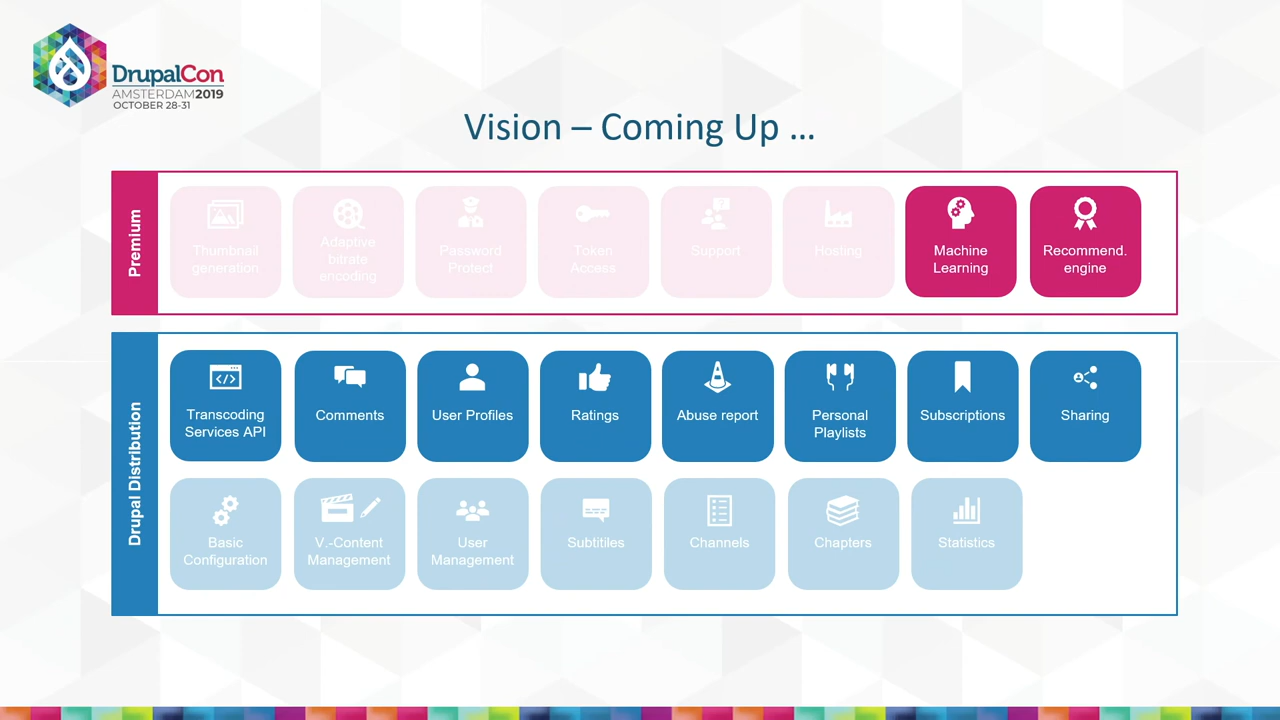 DrupalCon
AMSTERDAM2019
OCTOBER 28-31
Vision – Coming Up ...
Premium
Thumbnail
generation
Adaptive
bitrate
encoding
Password
Protect
Token
Access
Support
Hosting
Machine
Learning
Recommend.
engine
Drupal Distribution
Transcoding
Services API
Comments
User Profiles
Ratings
Abuse report
Personal
Playlists
Subscriptions
Sharing
Basic
Configuration
V.-Content
Management
User
Management
Subtitiles
Channels
Chapters
Statistics